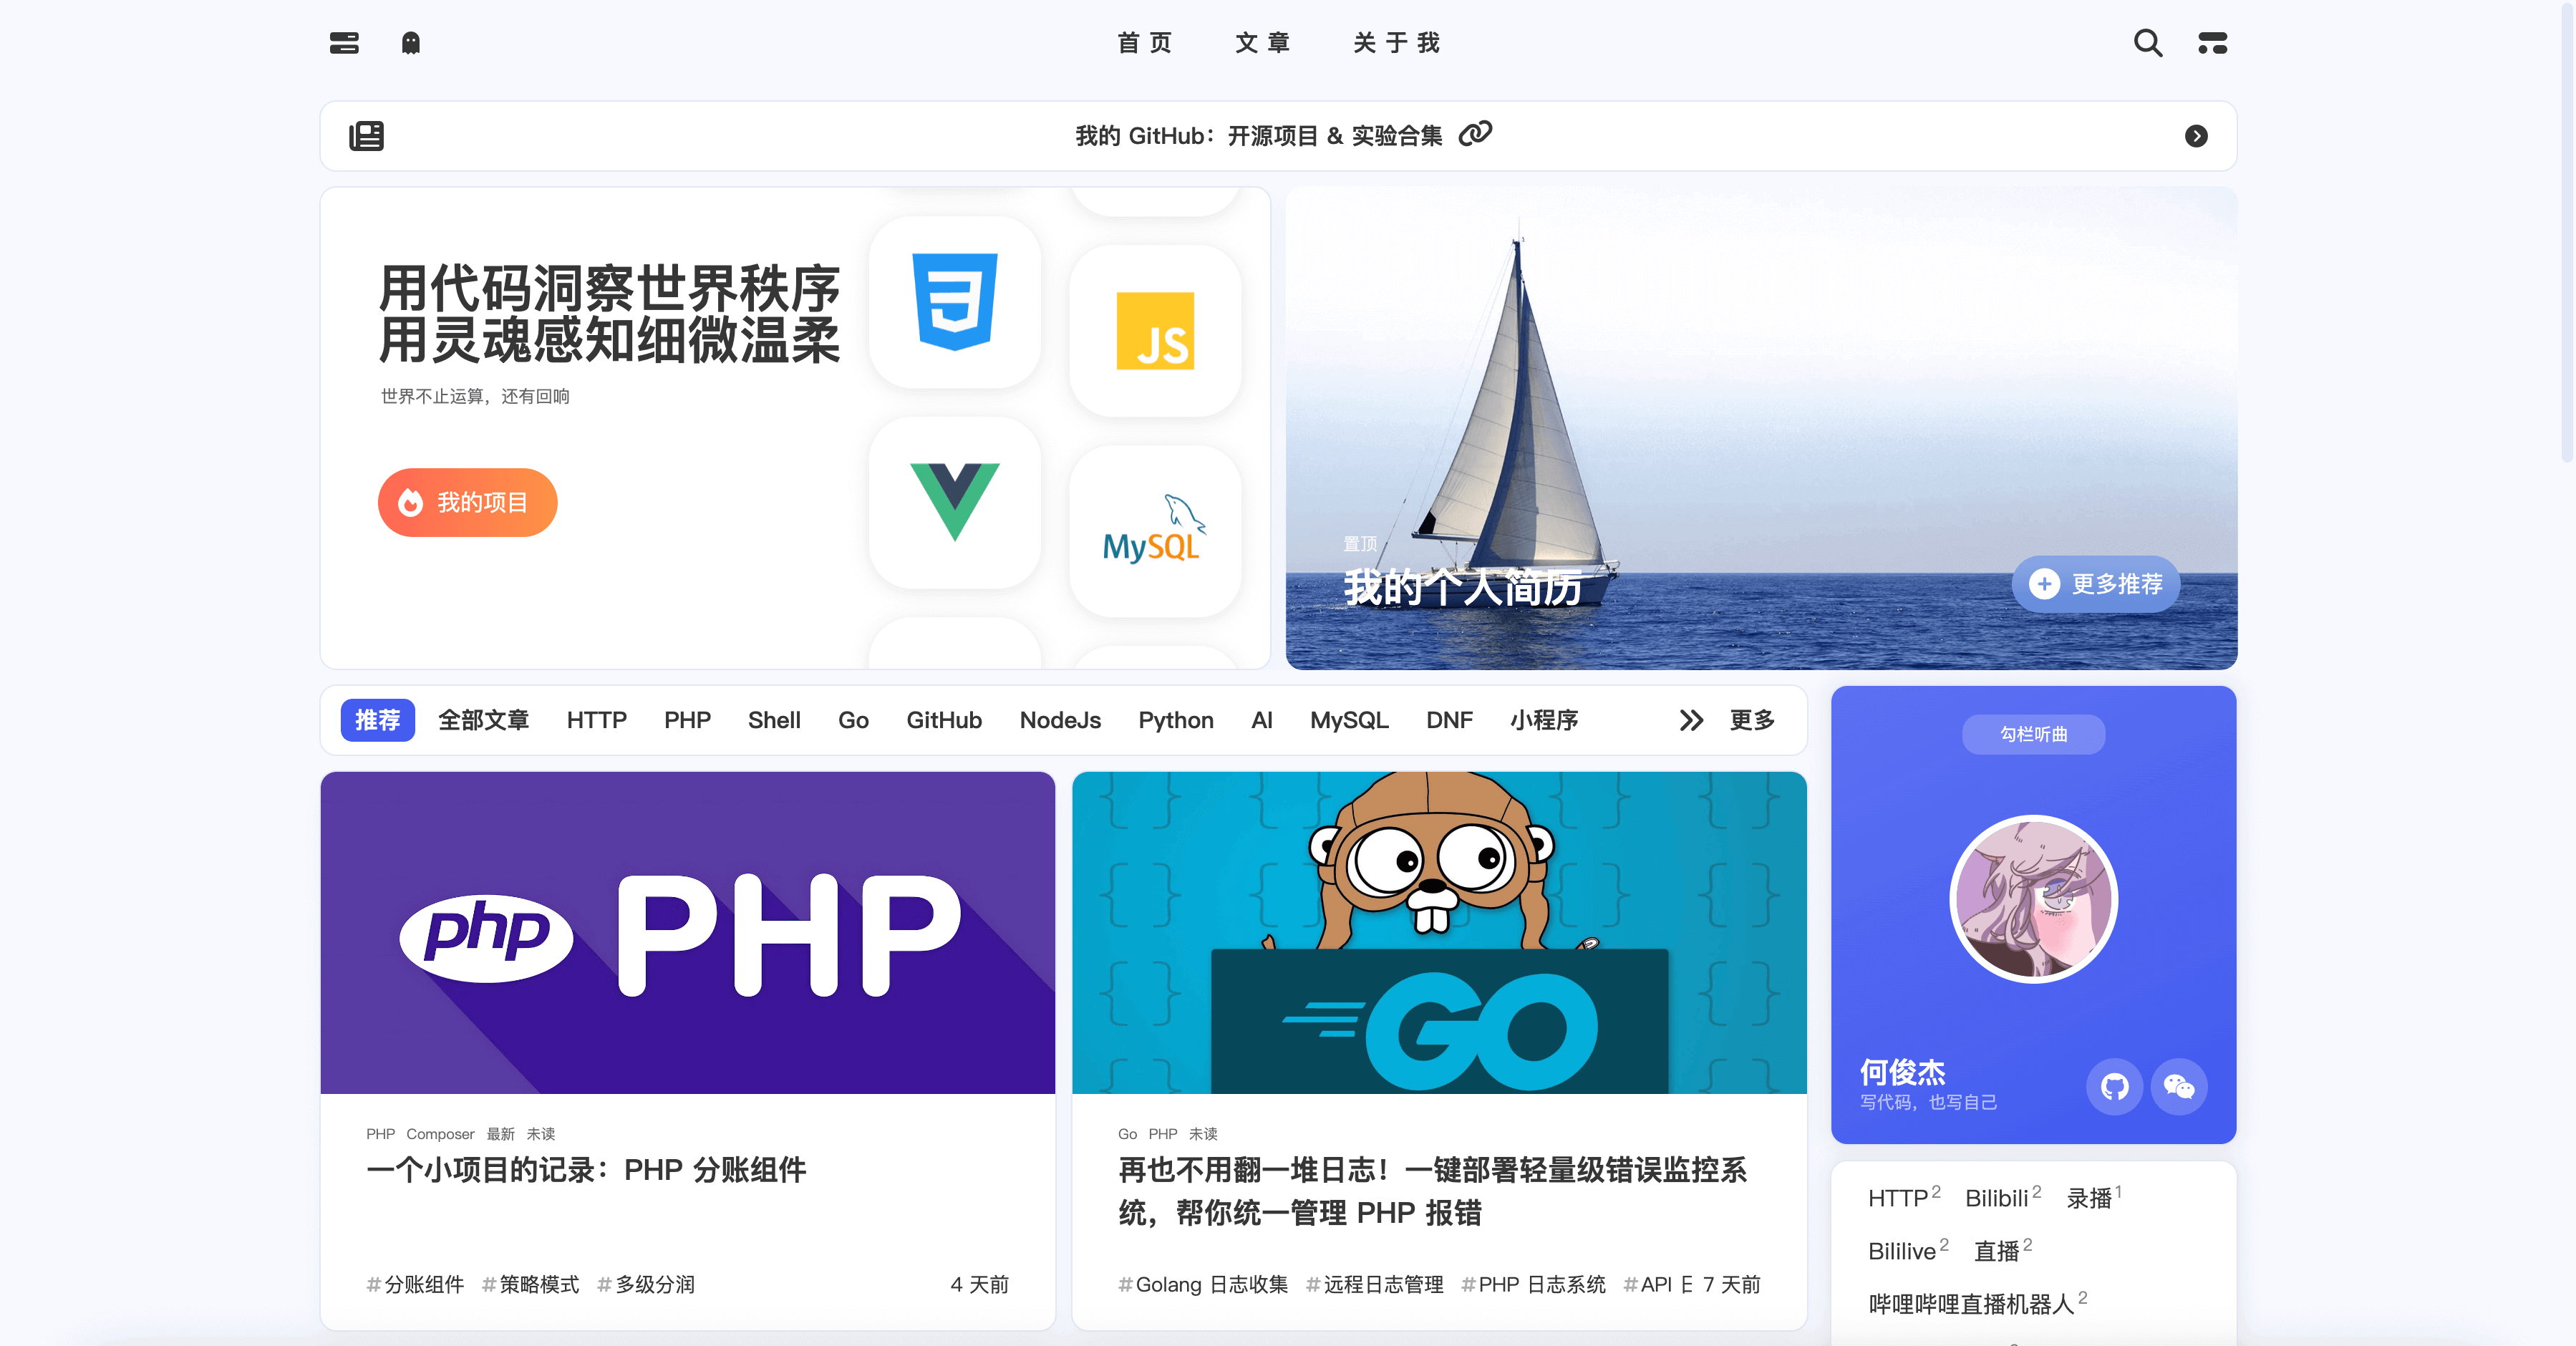 首页 文章 关于我
我的 GitHub：开源项目 & 实验合集
用代码洞察世界秩序
用灵魂感知细微温柔
世界不止运算，还有回响
我的项目
JS
MySQL
置顶
我的个人简历
更多推荐
推荐 全部文章 HTTP PHP Shell Go GitHub NodeJs Python AI MySQL DNF 小程序 更多
php PHP
PHP Composer 最新 未读
一个小项目的记录：PHP 分账组件
#分账组件 #策略模式 #多级分润 4 天前
GO
Go PHP 未读
再也不用翻一堆日志！一键部署轻量级错误监控系
统，帮你统一管理 PHP 报错
#Golang 日志收集 #远程日志管理 #PHP 日志系统 #API 7 天前
勾栏听曲
何俊杰
写代码，也写自己
HTTP 2 Bilibili 2 录播 1
Bililive 2 直播 2
哔哩哔哩直播机器人 2